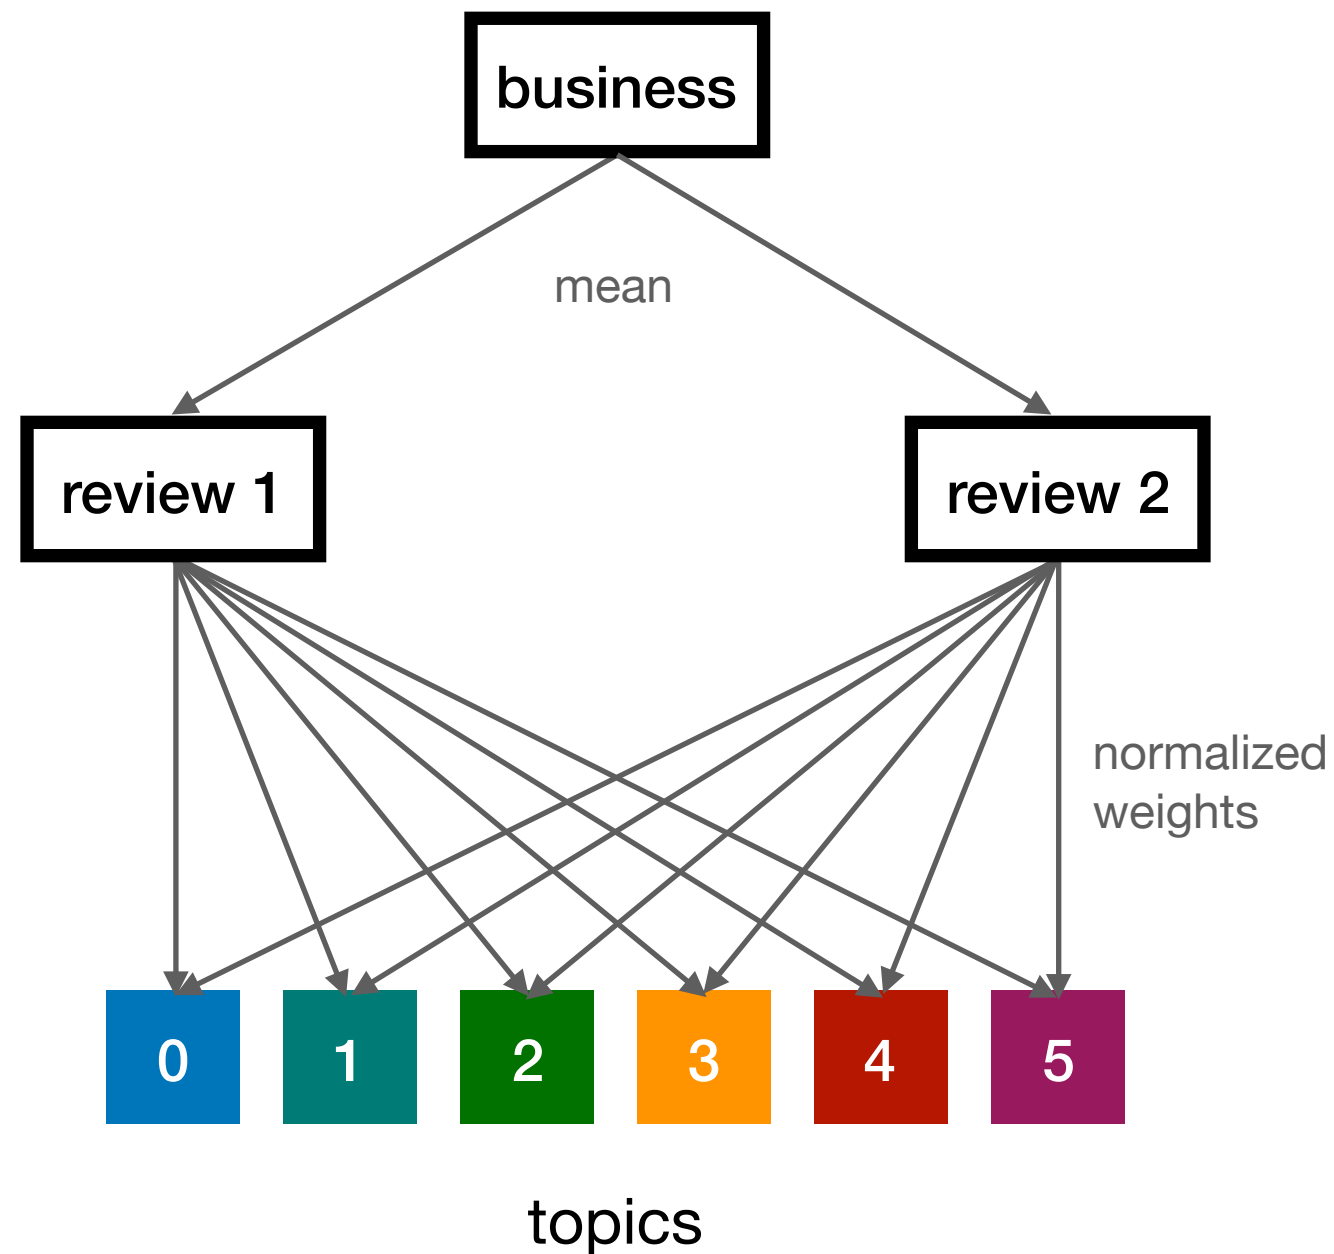 business
mean
review 1
review 2
normalized
weights
0
1
2
3
4
5
topics